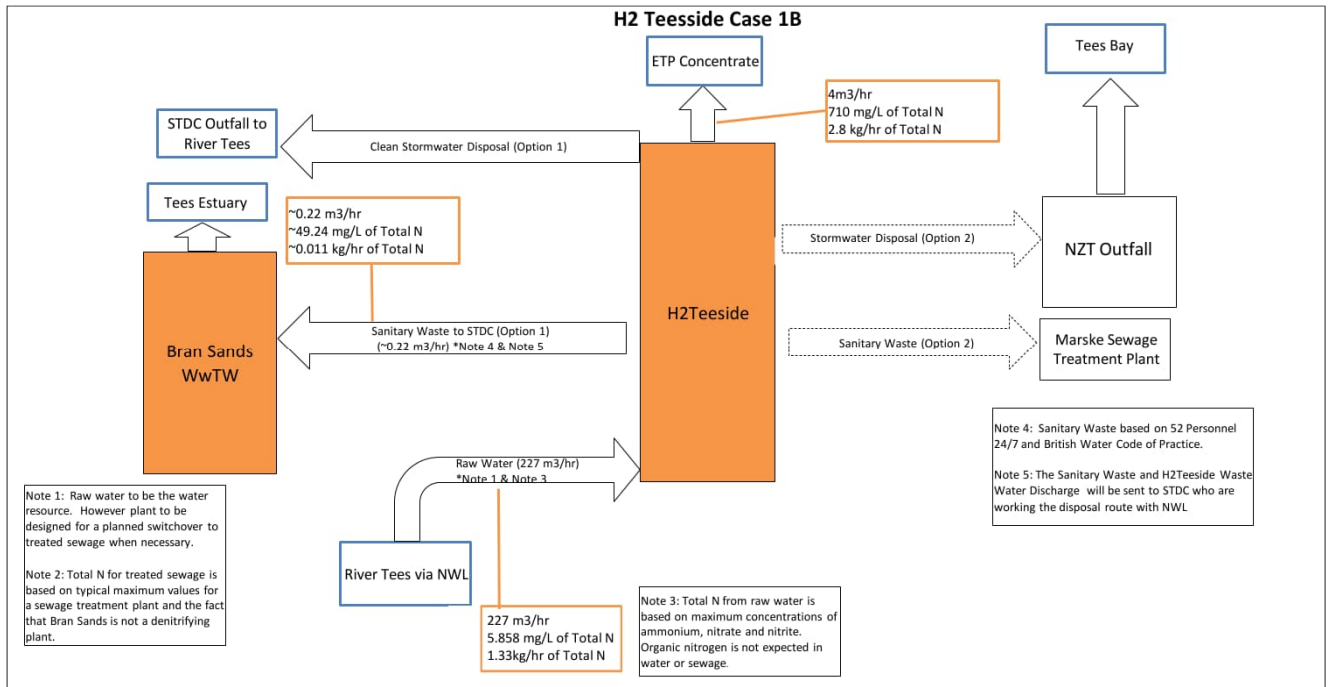 H2 Teesside Case 1B
ETP Concentrate
Tees Bay
4m3/hr
710 mg/L of Total N
2.8 kg/hr of Total N
STDC Outfall to
River Tees
Clean Stormwater Disposal (Option 1)
Tees Estuary
~0.22 m3/hr
~49.24 mg/L of Total N
~0.011 kg/hr of Total N
Stormwater Disposal (Option 2)
NZT Outfall
H2Teeside
Bran Sands
WwTW
Sanitary Waste to STDC (Option 1)
(~0.22 m3/hr) *Note 4 & Note 5
Sanitary Waste (Option 2)
Marske Sewage
Treatment Plant
Raw Water (227 m3/hr)
*Note 1 & Note 3
River Tees via NWL
227 m3/hr
5.858 mg/L of Total N
1.33kg/hr of Total N
Note 1: Raw water to be the water
resource. However plant to be
designed for a planned switchover to
treated sewage when necessary.
Note 2: Total N for treated sewage is
based on typical maximum values for
a sewage treatment plant and the fact
that Bran Sands is not a denitrifying
plant.
Note 3: Total N from raw water is
based on maximum concentrations of
ammonium, nitrate and nitrite.
Organic nitrogen is not expected in
water or sewage.
Note 4: Sanitary Waste based on 52 Personnel
24/7 and British Water Code of Practice.
Note 5: The Sanitary Waste and H2Teeside Waste
Water Discharge will be sent to STDC who are
working the disposal route with NWL